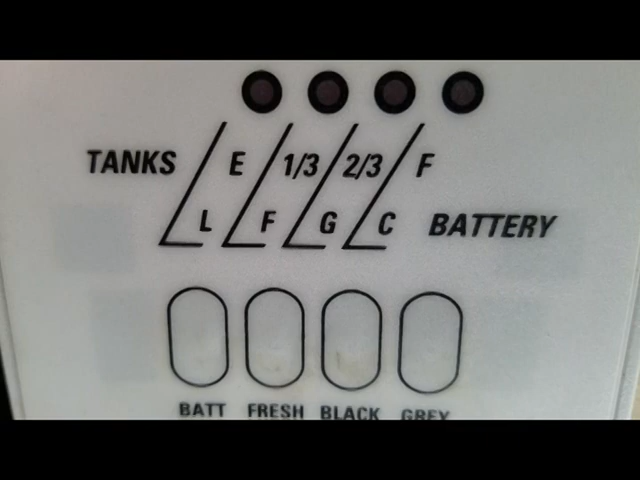 TANKS E 1/3 2/3 F
L F G C BATTERY
BATT FRESH BLACK GREY